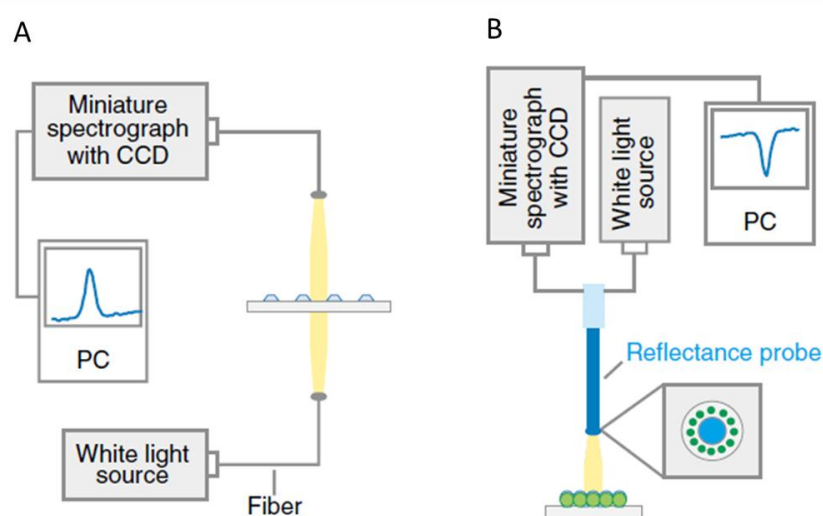 A
Miniature
spectrograph
with CCD
PC
White light
source
Fiber
B
Miniature
spectrograph
with CCD
White light
source
PC
Reflectance probe